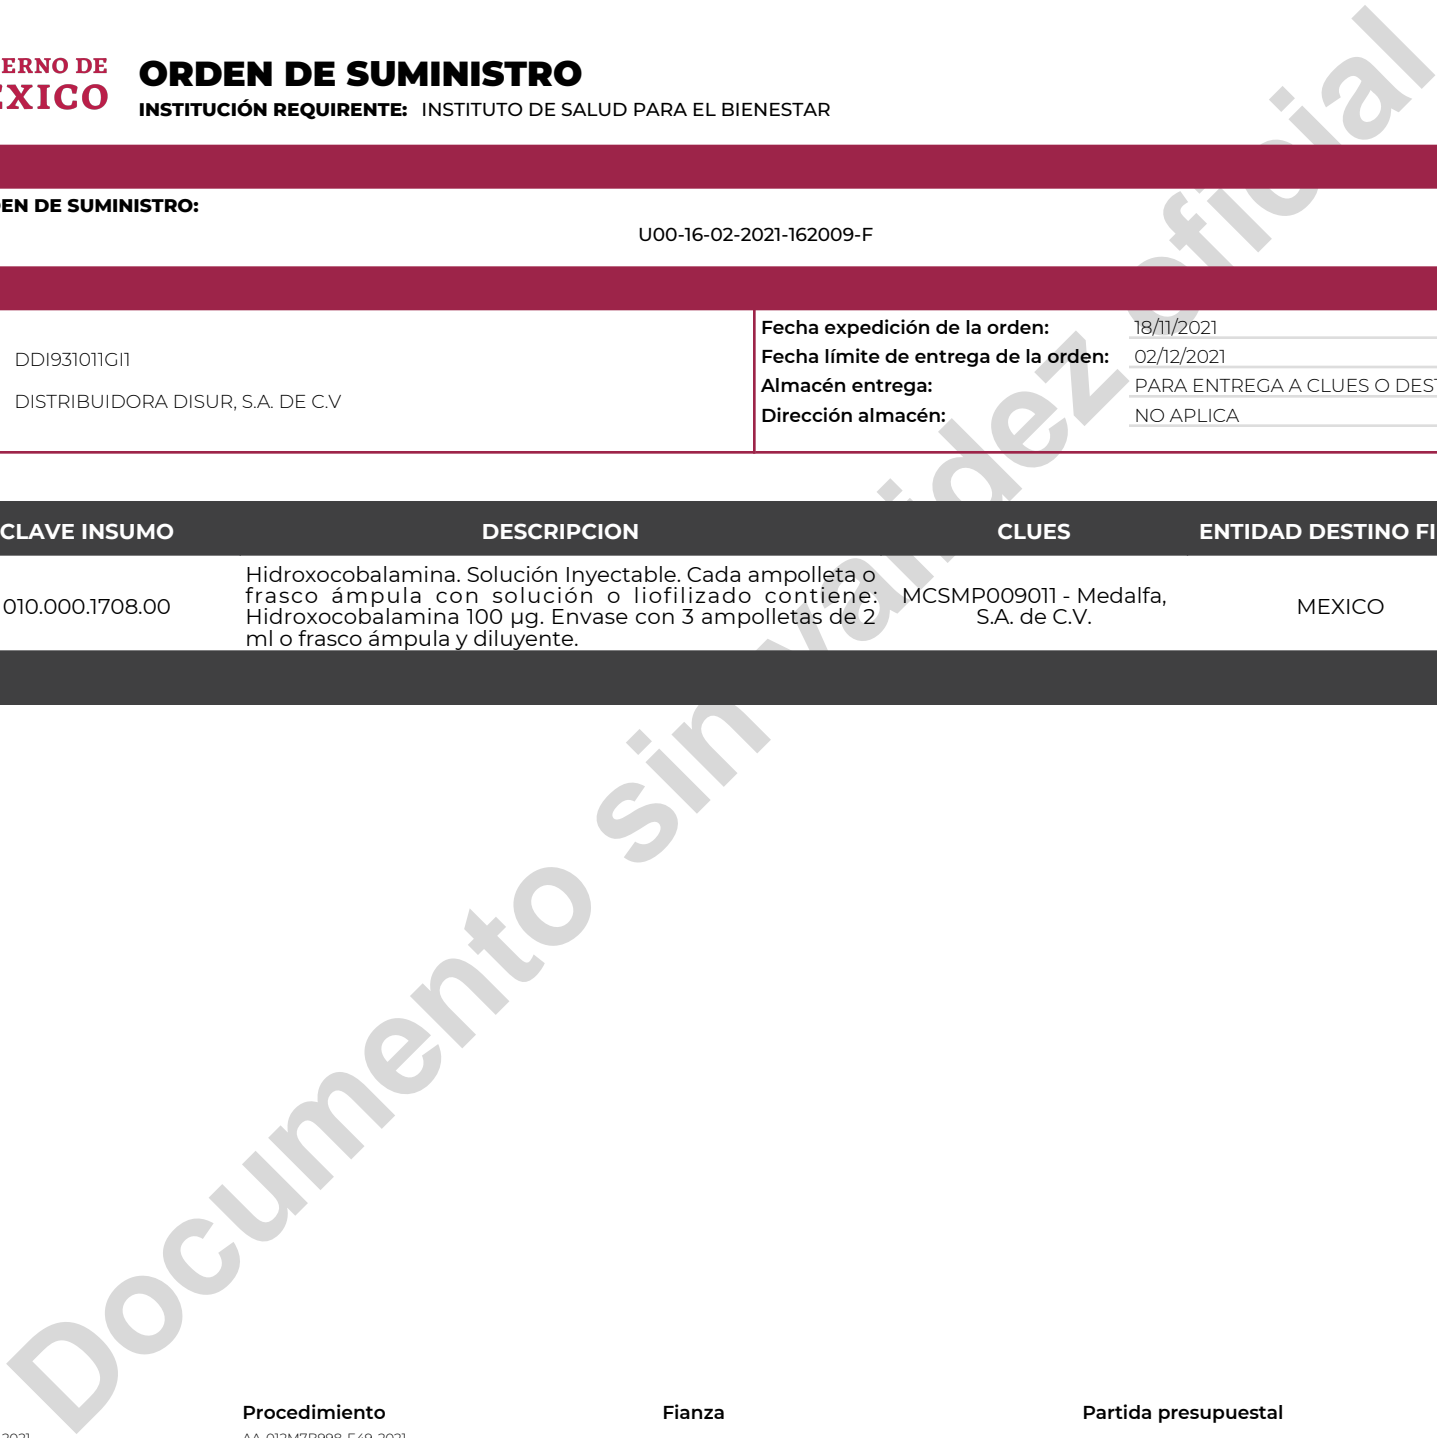 ERNO DE
EXICO
ORDEN DE SUMINISTRO
INSTITUCIÓN REQUIRENTE: INSTITUTO DE SALUD PARA EL BIENESTAR
EN DE SUMINISTRO:
U00-16-02-2021-162009-F
DDI931011GI1
DISTRIBUIDORA DISUR, S.A. DE C.V
Fecha expedición de la orden: 18/11/2021
Fecha límite de entrega de la orden: 02/12/2021
Almacén entrega: PARA ENTREGA A CLUES O DEST
Dirección almacén: NO APLICA
CLAVE INSUMO DESCRIPCION CLUES ENTIDAD DESTINO FI
010.000.1708.00
Hidroxocobalamina. Solución Inyectable. Cada ampolleta o
frasco ámpula con solución o liofilizado contiene:
Hidroxocobalamina 100 µg. Envase con 3 ampolletas de 2
ml o frasco ámpula y diluyente.
MCSMP009011 - Medalfa,
S.A. de C.V.
MEXICO
Documento sin validez oficial
Procedimiento Fianza Partida presupuestal